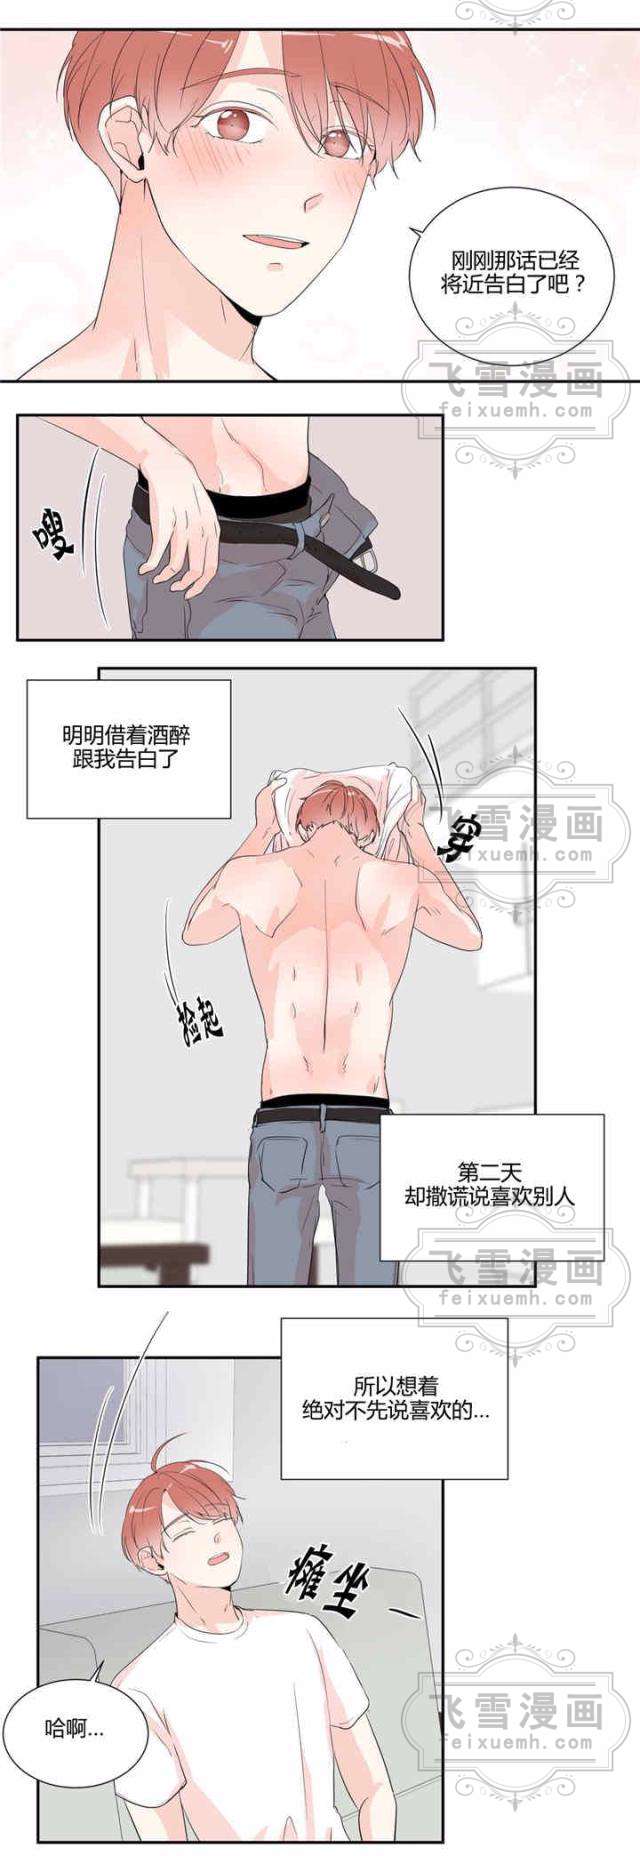 刚刚那话已经
将近告白了吧？
飞雪漫画
feixuemh.com
嗖
明明借着酒醉
跟我告白了
飞雪漫画
feixuemh.com
穿
捡起
第二天
却撒谎说喜欢别人
飞雪漫画
feixuemh.com
所以想着
绝对不先说喜欢的...
瘫坐
哈啊...
飞雪漫画
feixuemh.com